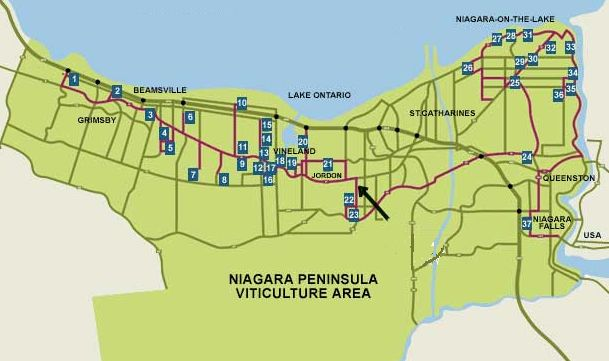 NIAGARA-ON-THE-LAKE
27
28
31
32
33
29
30
26
34
25
35
36
1
2
BEAMSVILLE
10
LAKE ONTARIO
3
6
GRIMSBY
4
5
15
14
13
ST.CATHARINES
20
VINELAND
11
9
12
17
18
19
21
24
7
8
16
JORDON
QUEENSTON
22
23
37
NIAGARA
FALLS
USA
NIAGARA PENINSULA
VITICULTURE AREA